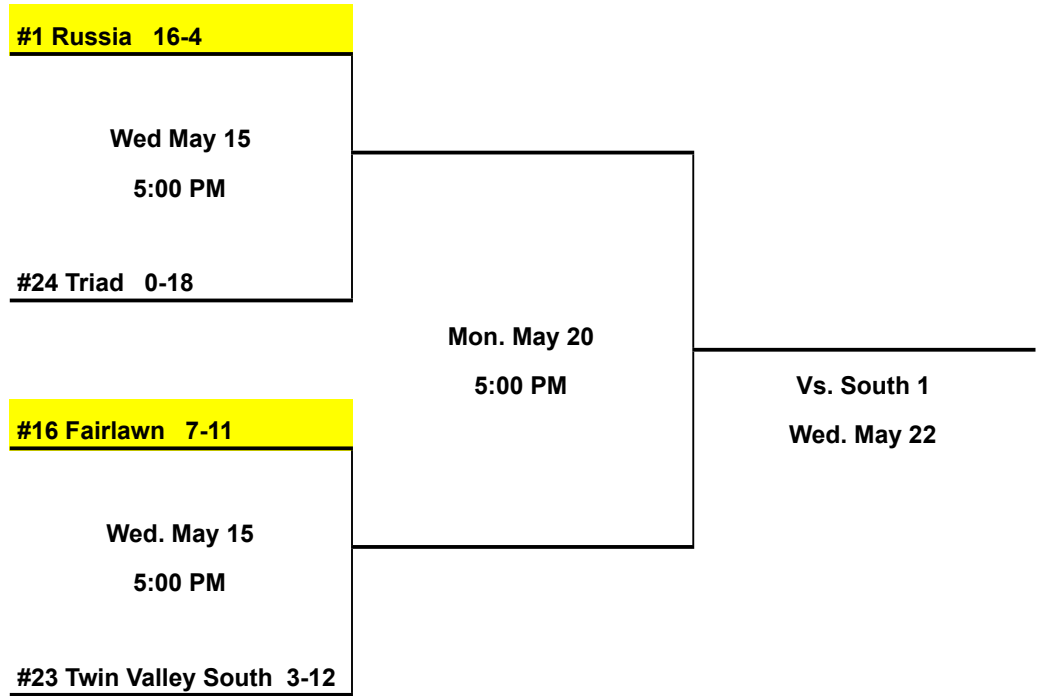 #1 Russia   16-4
Wed May 15
5:00 PM
#24 Triad   0-18
Mon. May 20
5:00 PM
Vs. South 1
Wed. May 22
#16 Fairlawn   7-11
Wed. May 15
5:00 PM
#23 Twin Valley South  3-12